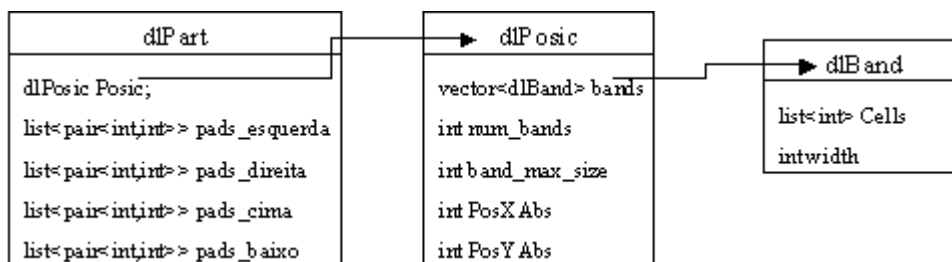 dlPart
dlPosic Posic;
list<pair<int,int>> pads_esquerda
list<pair<int,int>> pads_direita
list<pair<int,int>> pads_cima
list<pair<int,int>> pads_baixo
dlPosic
vector<dlBand> bands
int num_bands
int band_max_size
int PosXAbs
int PosYAbs
dlBand
list<int> Cells
intwidth